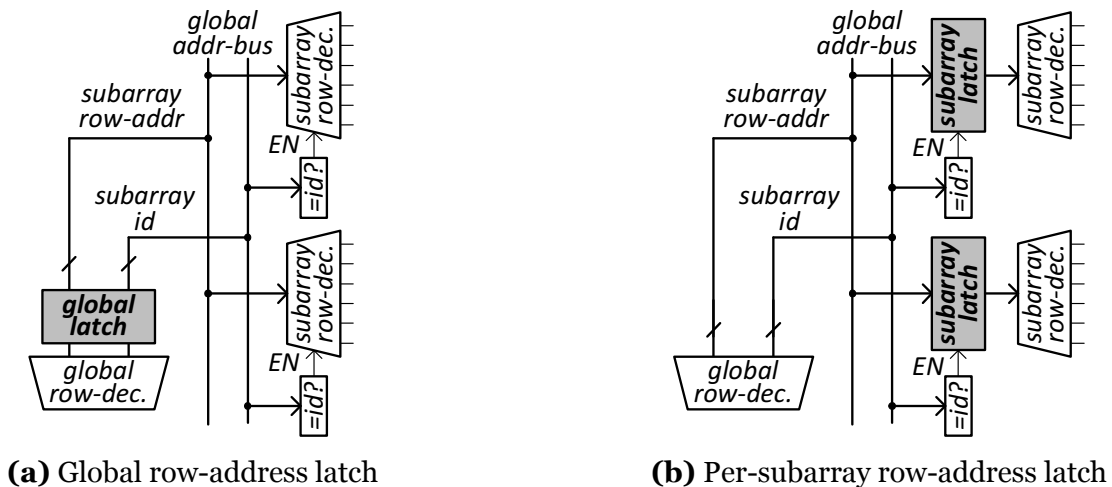 global
addr-bus
subarray
row-dec.
subarray
row-addr
EN
=id?
subarray
id
subarray
row-dec.
global
latch
EN
global
row-dec.
=id?
(a) Global row-address latch
global
addr-bus
subarray
latch
subarray
row-dec.
subarray
row-addr
EN
=id?
subarray
id
subarray
latch
subarray
row-dec.
EN
global
row-dec.
=id?
(b) Per-subarray row-address latch